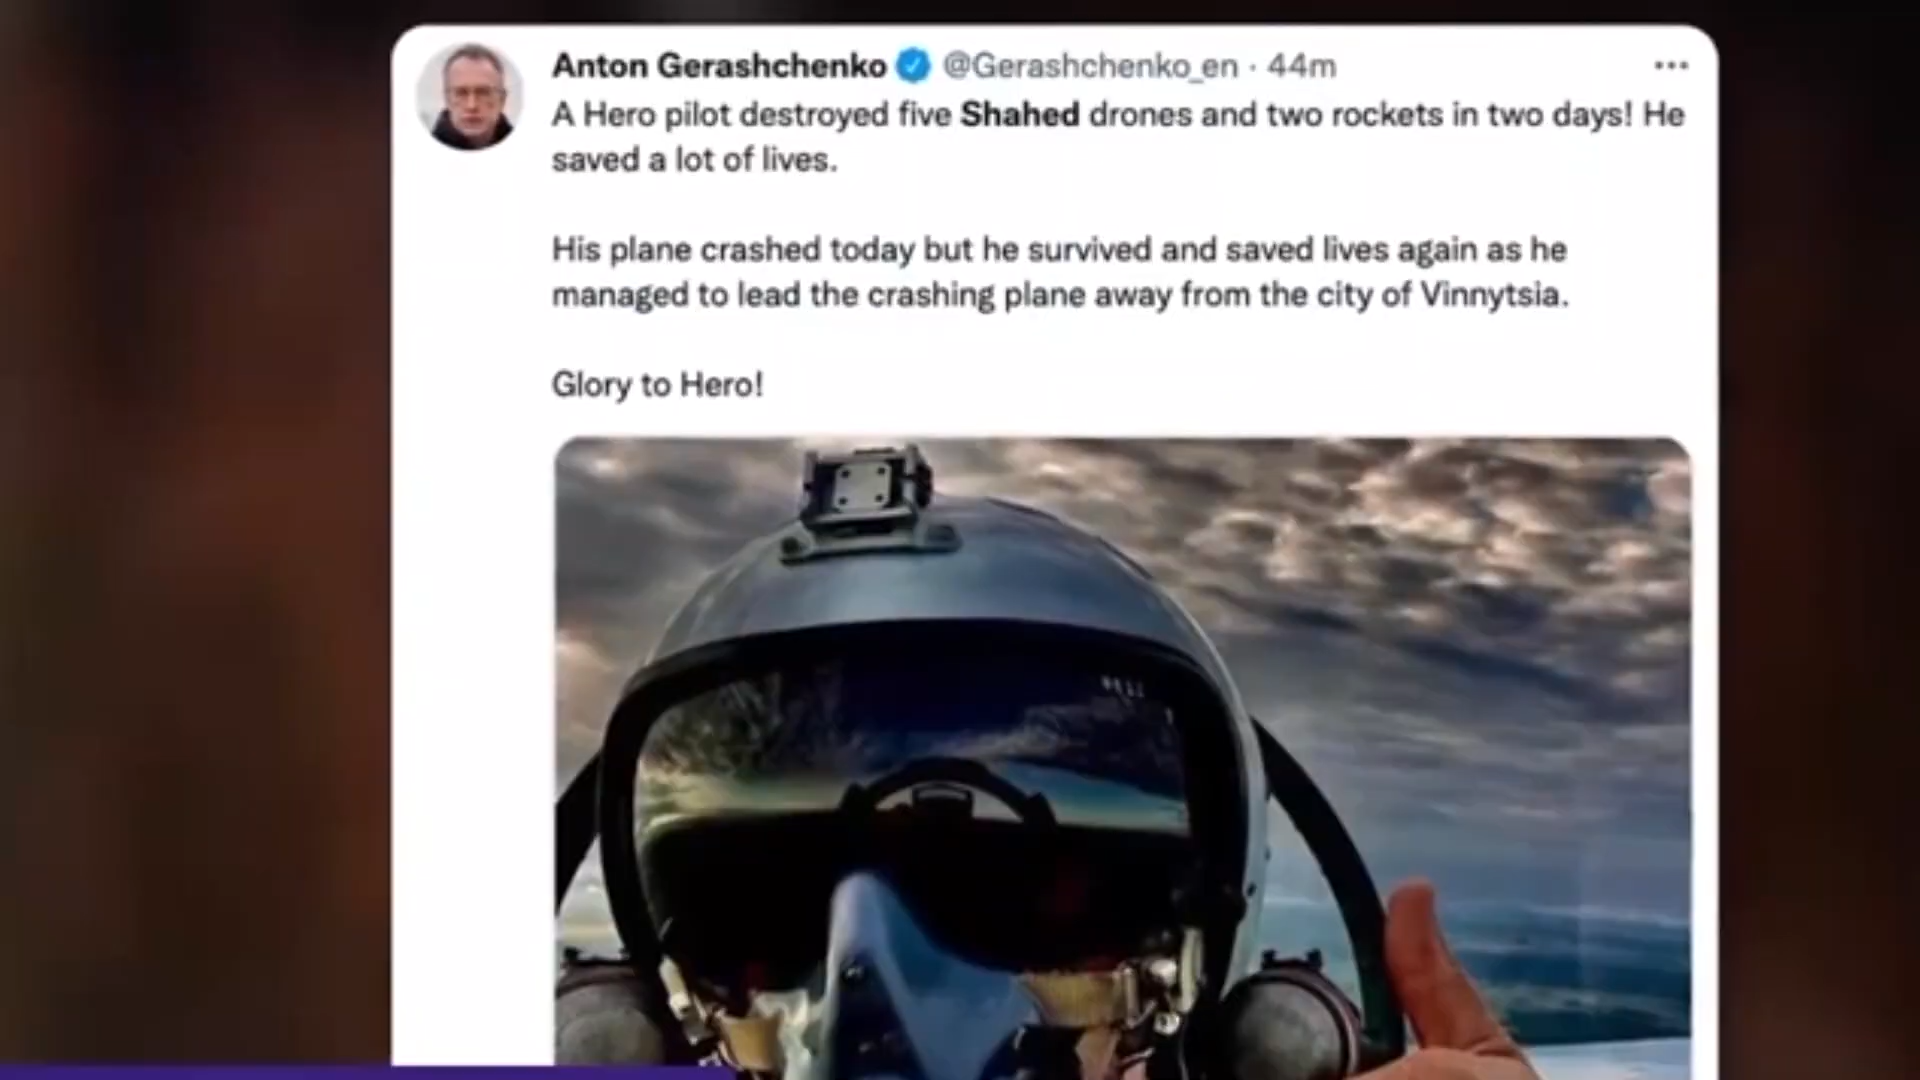 Anton Gerashchenko @Gerashchenko_en · 44m
A Hero pilot destroyed five Shahed drones and two rockets in two days! He
saved a lot of lives.
His plane crashed today but he survived and saved lives again as he
managed to lead the crashing plane away from the city of Vinnytsia.
Glory to Hero!